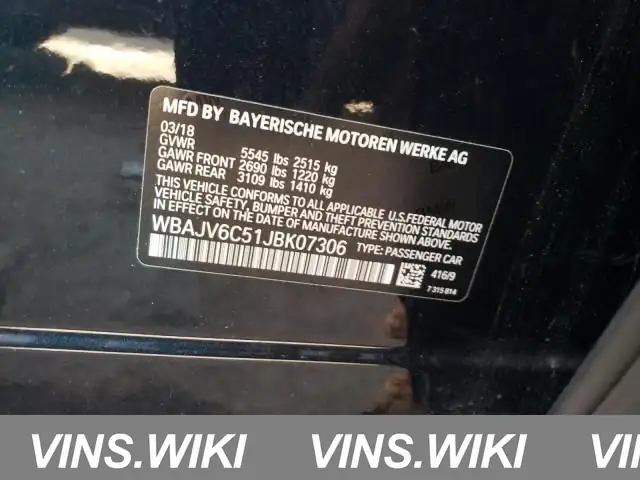 MFD BY BAYERISCHE MOTOREN WERKE AG
03/18
GVWR 5545 lbs 2515 kg
GAWR FRONT 2690 lbs 1220 kg
GAWR REAR 3109 lbs 1410 kg
THIS VEHICLE CONFORMS TO ALL APPLICABLE U.S.FEDERAL MOTOR
VEHICLE SAFETY, BUMPER, AND THEFT PREVENTION STANDARDS
IN EFFECT ON THE DATE OF MANUFACTURE SHOWN ABOVE.
WBAJV6C51JBK07306 TYPE: PASSENGER CAR
416/9
7 315 814
VINS.WIKI VINS.WIKI VINS.WIKI